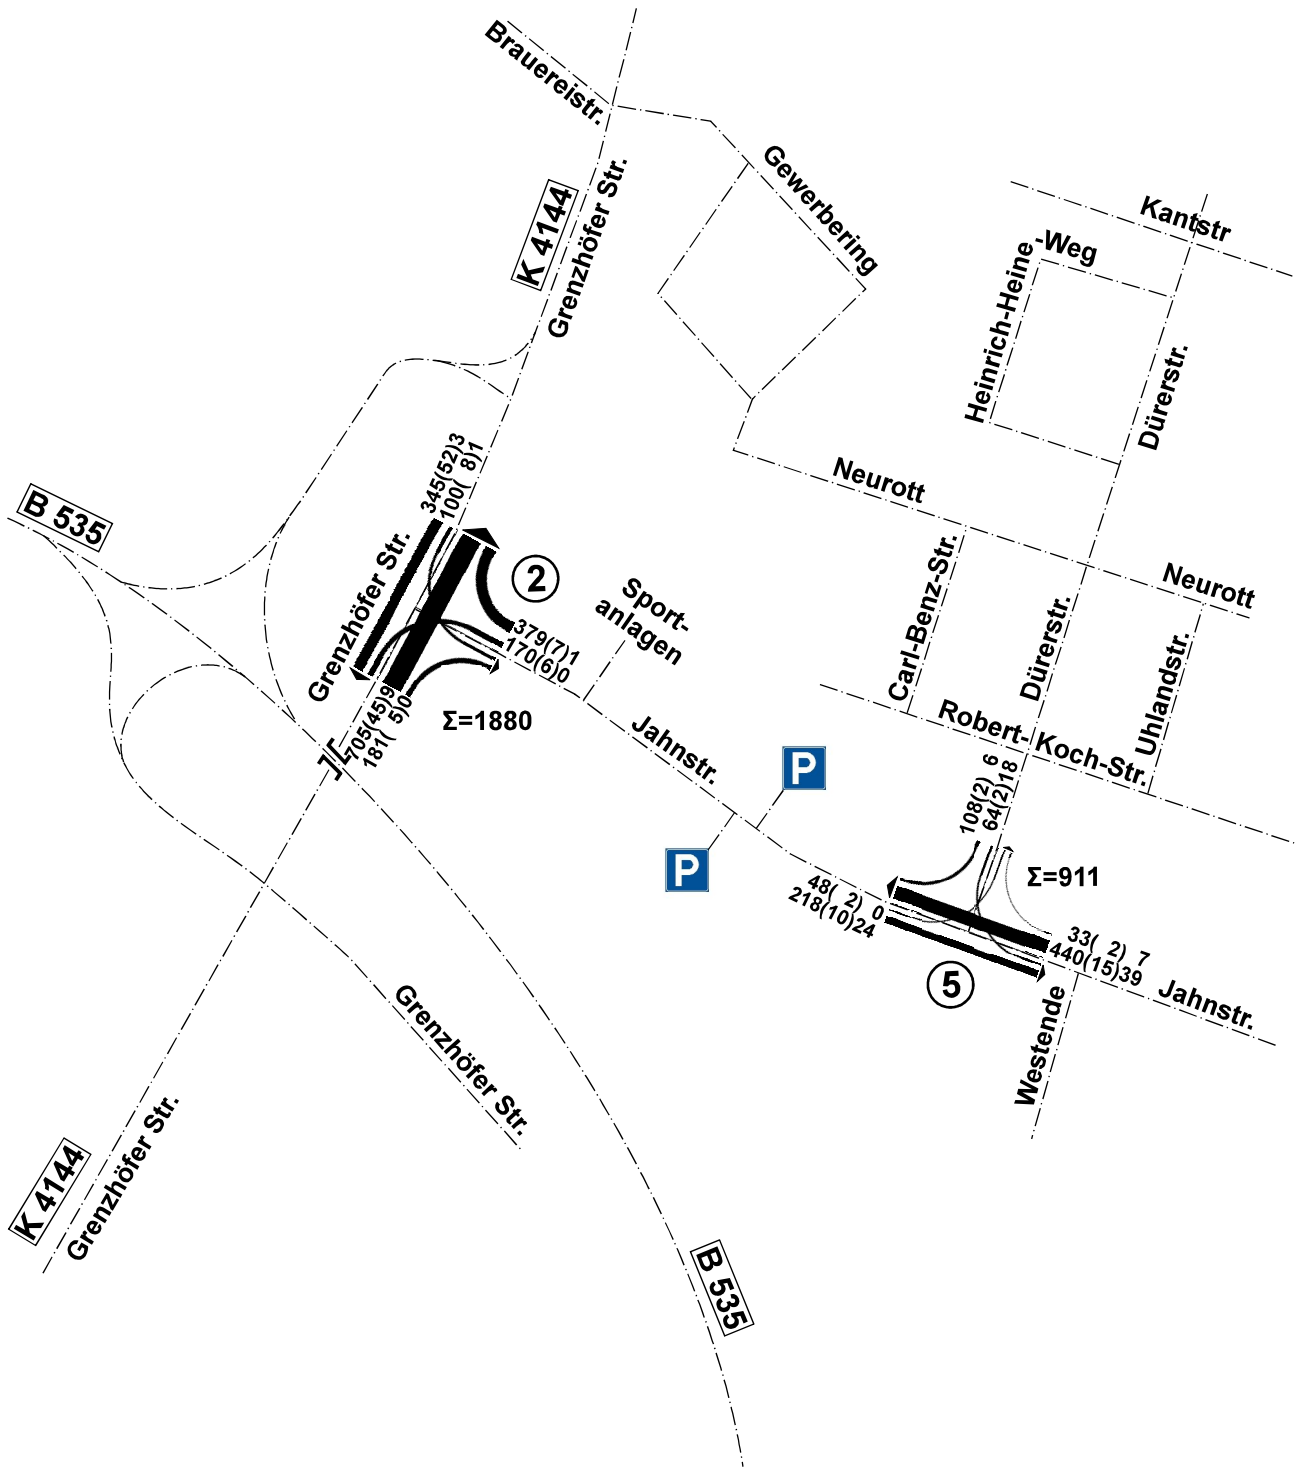 Brauereistr.
K 4144
Grenzhöfer Str.
Gewerbering
Kantstr
Heinrich-Heine
-Weg
Dürerstr.
Neurott
Neurott
B 535
345(52)3
100(  8)1
Grenzhöfer Str.
2
379(7)1
170(6)0
Sport-
anlagen
Carl-Benz-Str.
Dürerstr.
Uhlandstr.
705(45)9
181(  5)0
Σ=1880
Jahnstr.
Robert- Koch-Str.
P
P
108(2)  6
64(2)18
Σ=911
48(  2)  0
218(10)24
33(  2)  7
440(15)39
5
Jahnstr.
Westende
Grenzhöfer Str.
K 4144
Grenzhöfer Str.
B 535